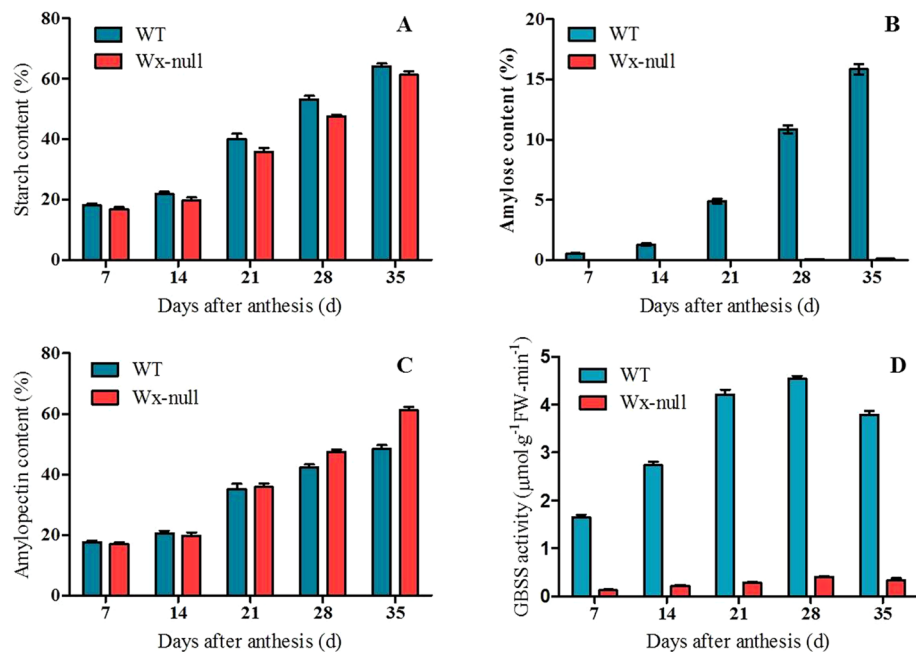 A
WT
Wx-null
Starch content (%)
80
60
40
20
0
7 14 21 28 35
Days after anthesis (d)
B
WT
Wx-null
Amylose content (%)
20
15
10
5
0
7 14 21 28 35
Days after anthesis (d)
C
WT
Wx-null
Amylopectin content (%)
80
60
40
20
0
7 14 21 28 35
Days after anthesis (d)
D
WT
Wx-null
GBSS activity (μmol·g⁻¹FW-min⁻¹)
5
4
3
2
1
0
7 14 21 28 35
Days after anthesis (d)